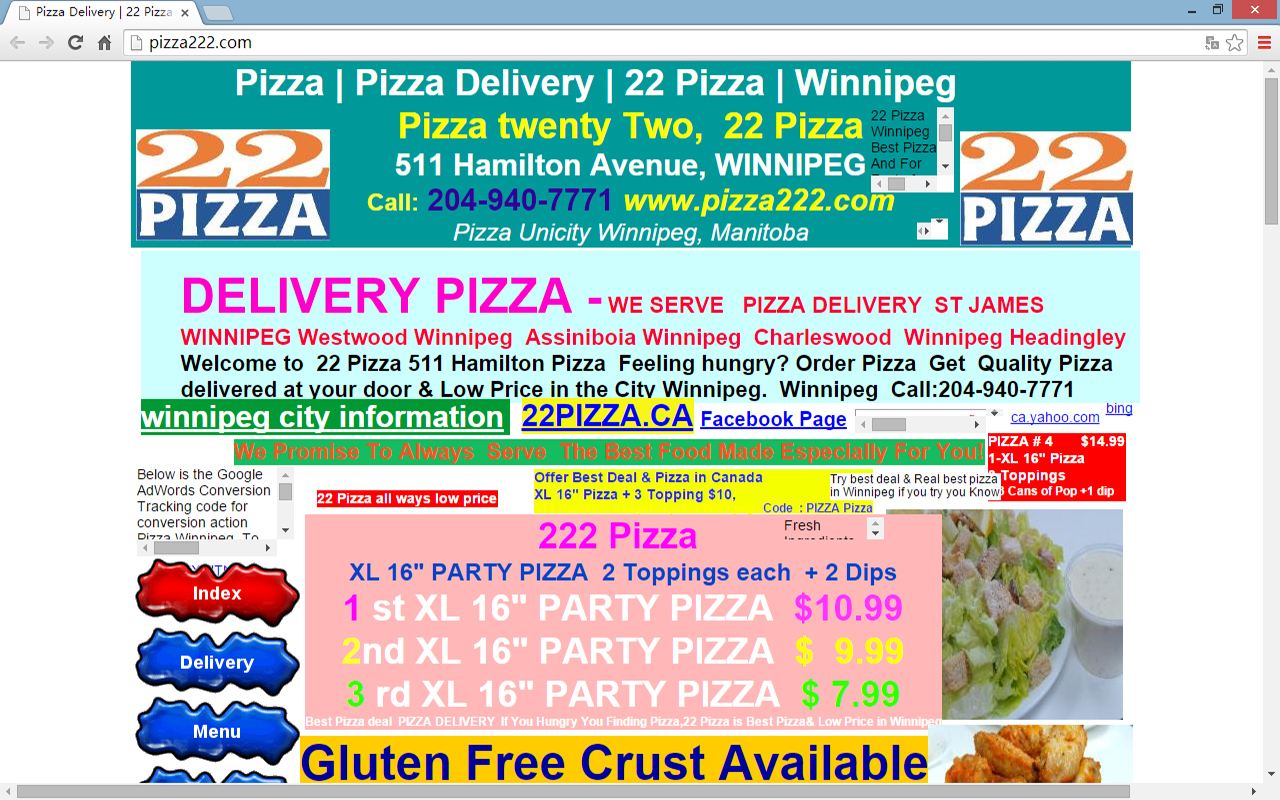 Pizza Delivery | 22 Pizza
pizza222.com
Pizza | Pizza Delivery | 22 Pizza | Winnipeg
Pizza twenty Two,  22 Pizza
22 Pizza
Winnipeg
Best Pizza
And For
22
PIZZA
511 Hamilton Avenue, WINNIPEG
22
PIZZA
Call: 204-940-7771 www.pizza222.com
Pizza Unicity Winnipeg, Manitoba
DELIVERY PIZZA - WE SERVE   PIZZA DELIVERY  ST JAMES
WINNIPEG Westwood Winnipeg  Assiniboia Winnipeg  Charleswood  Winnipeg Headingley
Welcome to  22 Pizza 511 Hamilton Pizza  Feeling hungry? Order Pizza  Get  Quality Pizza
delivered at your door & Low Price in the City Winnipeg.  Winnipeg  Call:204-940-7771
winnipeg city information
22PIZZA.CA
Facebook Page
ca.yahoo.com
bing
We Promise To Always  Serve  The Best Food Made Especially For You!
PIZZA # 4 $14.99
1-XL 16" Pizza
Toppings
Cans of Pop +1 dip
Below is the Google
AdWords Conversion
Tracking code for
conversion action
Pizza Winnipeg. To
22 Pizza all ways low price
Offer Best Deal & Pizza in Canada
XL 16" Pizza + 3 Topping $10,
Code  : PIZZA Pizza
Try best deal & Real best pizza
in Winnipeg if you try you Know
222 Pizza
Fresh
Ingredients
XL 16" PARTY PIZZA  2 Toppings each  + 2 Dips
1 st XL 16" PARTY PIZZA  $10.99
2nd XL 16" PARTY PIZZA  $  9.99
3 rd XL 16" PARTY PIZZA  $ 7.99
Best Pizza deal  PIZZA DELIVERY  If You Hungry You Finding Pizza,22 Pizza is Best Pizza& Low Price in Winnipeg
Index
Delivery
Menu
Gluten Free Crust Available